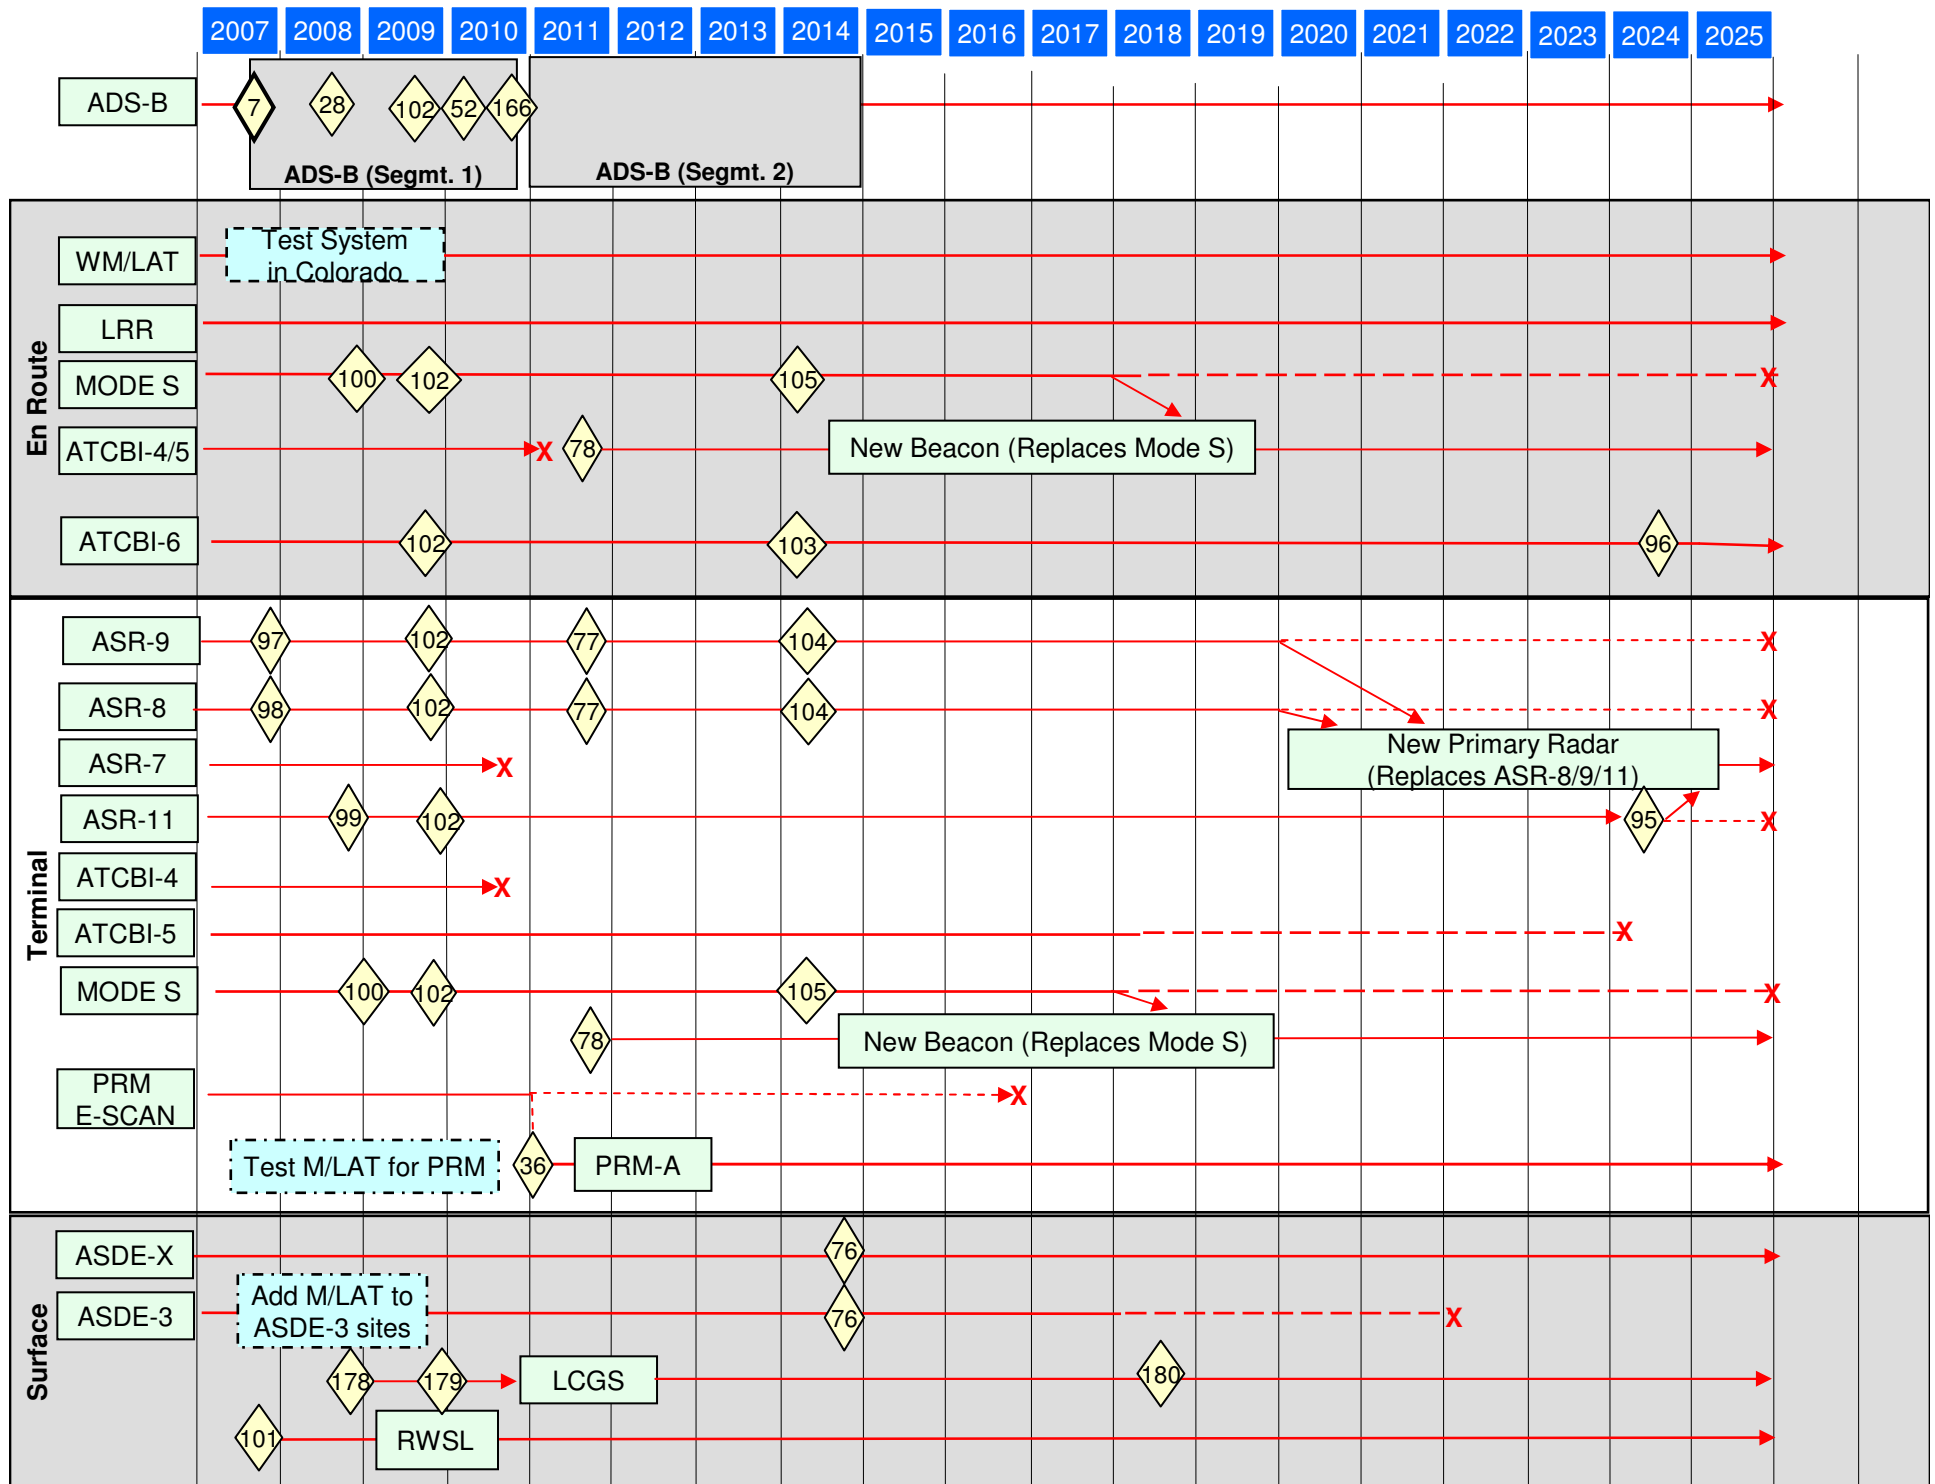 2007 2008 2009 2010 2011 2012 2013 2014 2015 2016 2017 2018 2019 2020 2021 2022 2023 2024 2025
ADS-B
7 28 102 52 166
ADS-B (Segmt. 1)
ADS-B (Segmt. 2)
En Route
WM/LAT
Test System
in Colorado
LRR
MODE S
100 102 105 X
ATCBI-4/5
X 78
New Beacon (Replaces Mode S)
ATCBI-6
102 103 96
Terminal
ASR-9
97 102 77 104 X
ASR-8
98 102 77 104 X
New Primary Radar
(Replaces ASR-8/9/11)
ASR-7
X
ASR-11
99 102 95 X
ATCBI-4
X
ATCBI-5
X
MODE S
100 102 105 X
78
New Beacon (Replaces Mode S)
PRM
E-SCAN
X
Test M/LAT for PRM
36
PRM-A
Surface
ASDE-X
76
ASDE-3
Add M/LAT to
ASDE-3 sites
76 X
178 179
LCGS
180
101
RWSL